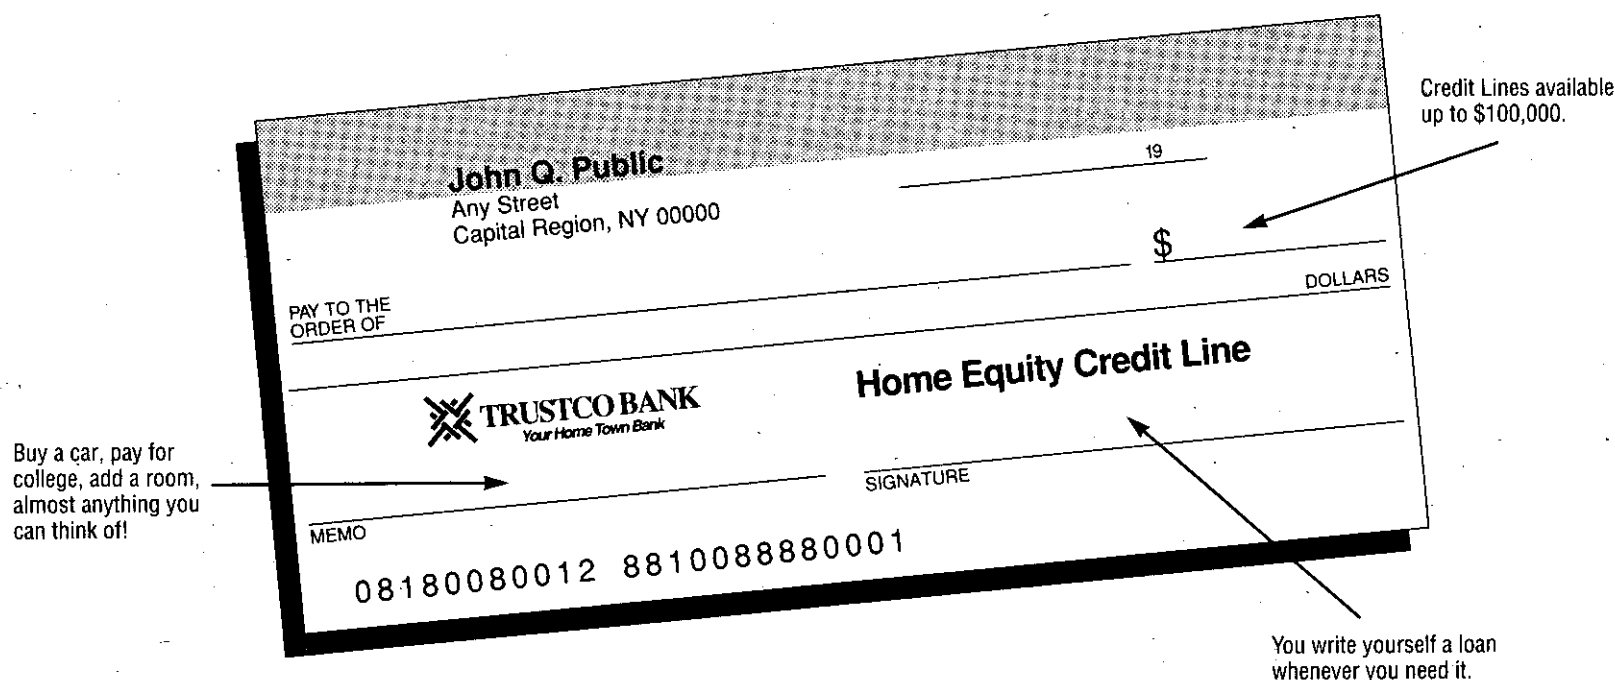 Credit Lines available
up to $100,000.
John Q. Public
Any Street
Capital Region, NY 00000
19
$
PAY TO THE
ORDER OF
DOLLARS
TRUSTCO BANK
Your Home Town Bank
Home Equity Credit Line
Buy a car, pay for
college, add a room,
almost anything you
can think of!
MEMO
SIGNATURE
08180080012 8810088880001
You write yourself a loan
whenever you need it.